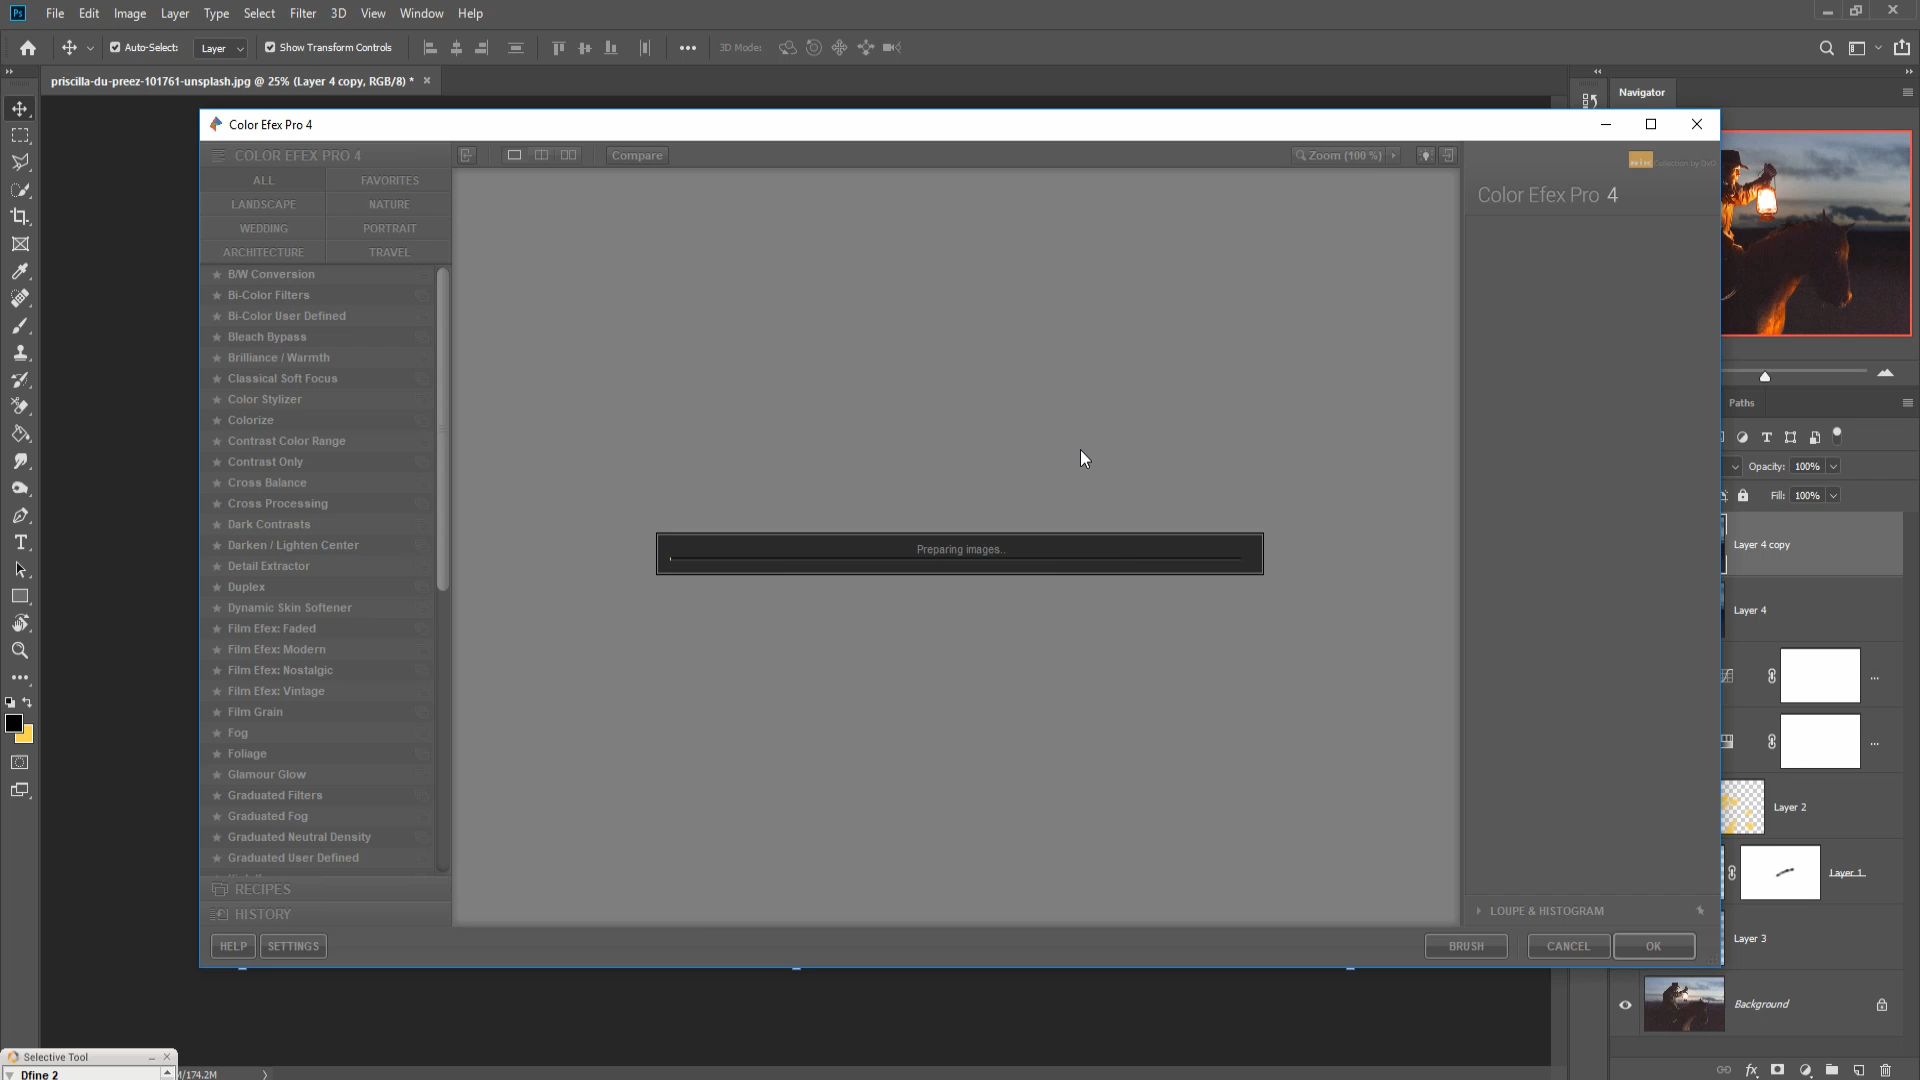 Ps File Edit Image Layer Type Select Filter 3D View Window Help
Auto-Select: Layer Show Transform Controls 3D Mode:
priscilla-du-preez-101761-unsplash.jpg @ 25% (Layer 4 copy, RGB/8) *
Navigator
Color Efex Pro 4
COLOR EFEX PRO 4
Compare
Zoom (100 %)
Collection by DxO
Color Efex Pro 4
ALL FAVORITES
LANDSCAPE NATURE
WEDDING PORTRAIT
ARCHITECTURE TRAVEL
B/W Conversion
Bi-Color Filters
Bi-Color User Defined
Bleach Bypass
Brilliance / Warmth
Classical Soft Focus
Color Stylizer
Colorize
Contrast Color Range
Contrast Only
Cross Balance
Cross Processing
Dark Contrasts
Darken / Lighten Center
Detail Extractor
Duplex
Dynamic Skin Softener
Film Efex: Faded
Film Efex: Modern
Film Efex: Nostalgic
Film Efex: Vintage
Film Grain
Fog
Foliage
Glamour Glow
Graduated Filters
Graduated Fog
Graduated Neutral Density
Graduated User Defined
RECIPES
HISTORY
HELP SETTINGS
Preparing images..
LOUPE & HISTOGRAM
BRUSH CANCEL OK
Paths
Opacity: 100%
Fill: 100%
Layer 4 copy
Layer 4
Layer 2
Layer 1
Layer 3
Background
Selective Tool
Dfine 2
M/174.2M